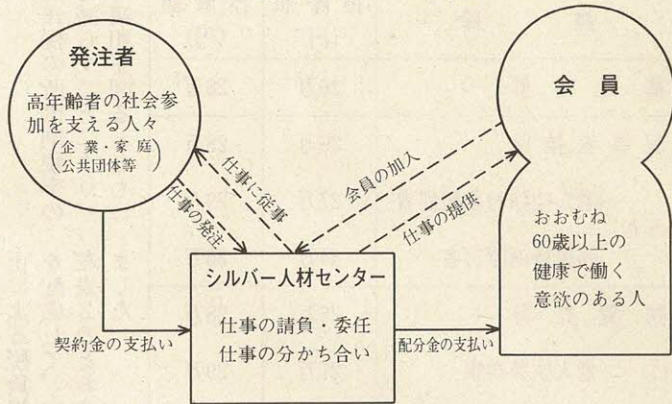 発注者
高年齢者の社会参
加を支える人々
(企業・家庭
公共団体等)
会員
おおむね
60歳以上の
健康で働く
意欲のある人
仕事に従事
仕事の発注
会員の加入
仕事の提供
シルバー人材センター
仕事の請負・委任
仕事の分かち合い
契約金の支払い
配分金の支払い